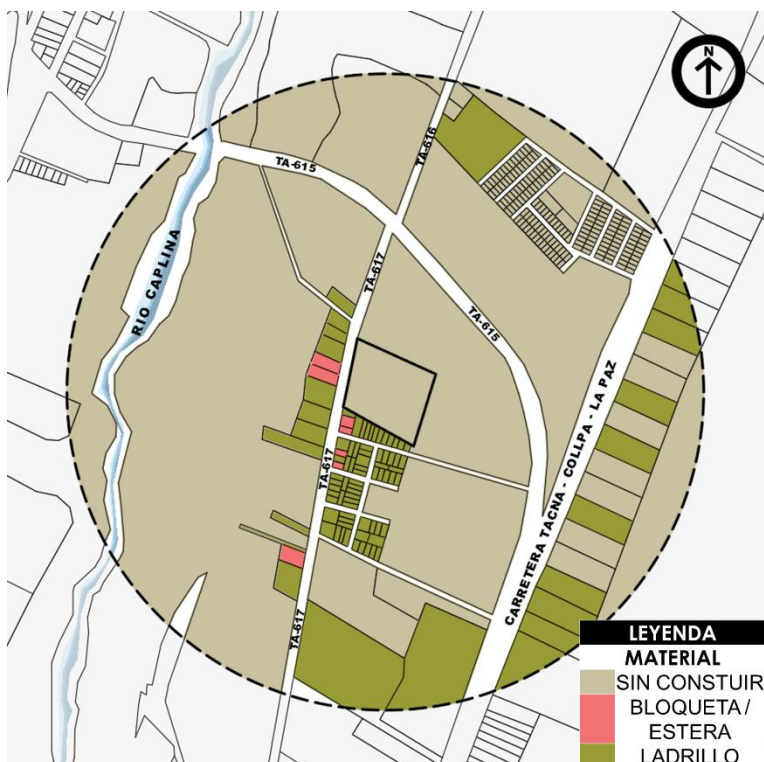 N
TA-616
TA-615
RIO CAPLINA
TA-617
TA-615
CARRETERA TACNA - COLLPA - LA PAZ
TA-617
TA-617
LEYENDA
MATERIAL
SIN CONSTUIR
BLOQUETA /
ESTERA
LADRILLO